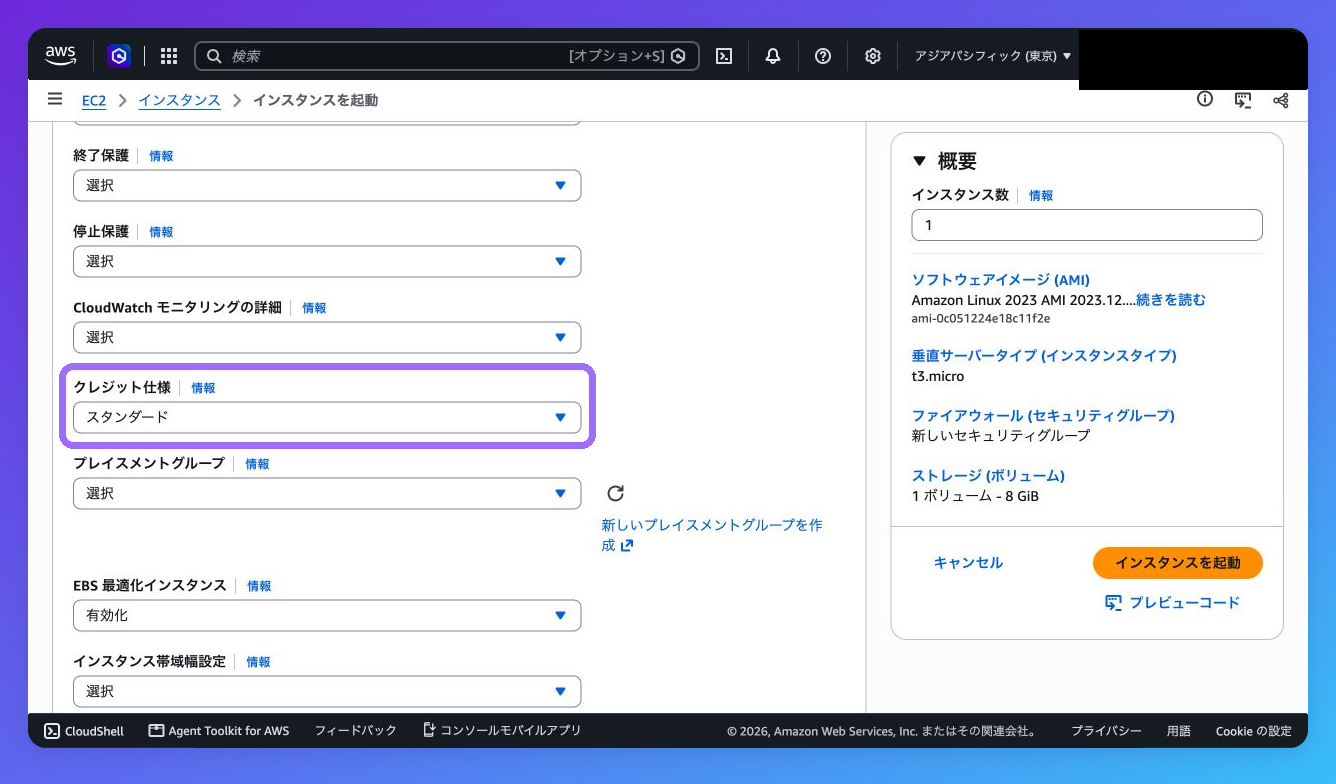 aws
検索
[オプション+S]
アジアパシフィック (東京)
EC2
インスタンス
インスタンスを起動
終了保護
情報
選択
停止保護
情報
選択
CloudWatch モニタリングの詳細
情報
選択
クレジット仕様
情報
スタンダード
プレイスメントグループ
情報
選択
新しいプレイスメントグループを作
成
EBS 最適化インスタンス
情報
有効化
インスタンス帯域幅設定
情報
選択
概要
インスタンス数
情報
1
ソフトウェアイメージ (AMI)
Amazon Linux 2023 AMI 2023.12....続きを読む
ami-0c051224e18c11f2e
垂直サーバータイプ (インスタンスタイプ)
t3.micro
ファイアウォール (セキュリティグループ)
新しいセキュリティグループ
ストレージ (ボリューム)
1 ボリューム - 8 GiB
キャンセル
インスタンスを起動
プレビューコード
CloudShell
Agent Toolkit for AWS
フィードバック
コンソールモバイルアプリ
© 2026, Amazon Web Services, Inc. またはその関連会社。
プライバシー
用語
Cookie の設定